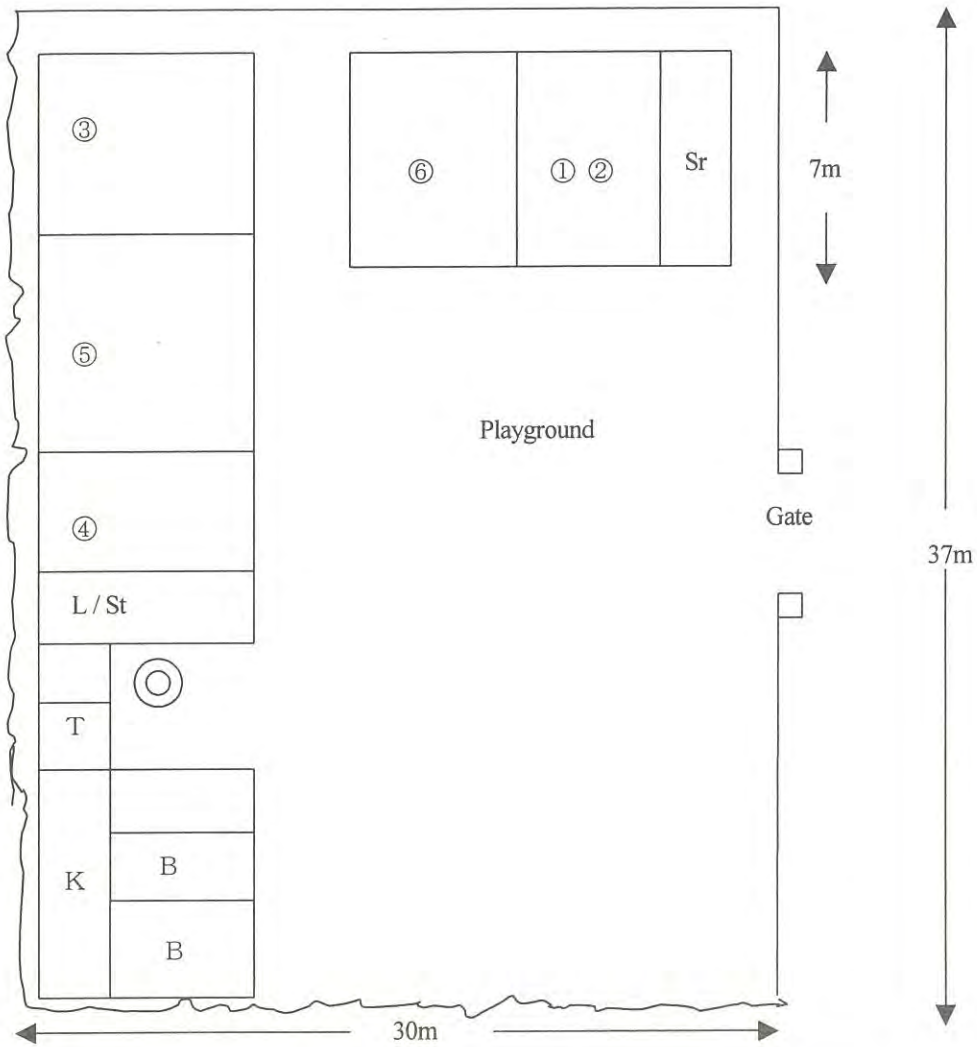 ③
⑥
① ②
Sr
7m
⑤
Playground
④
Gate
37m
L / St
T
K
B
B
30m